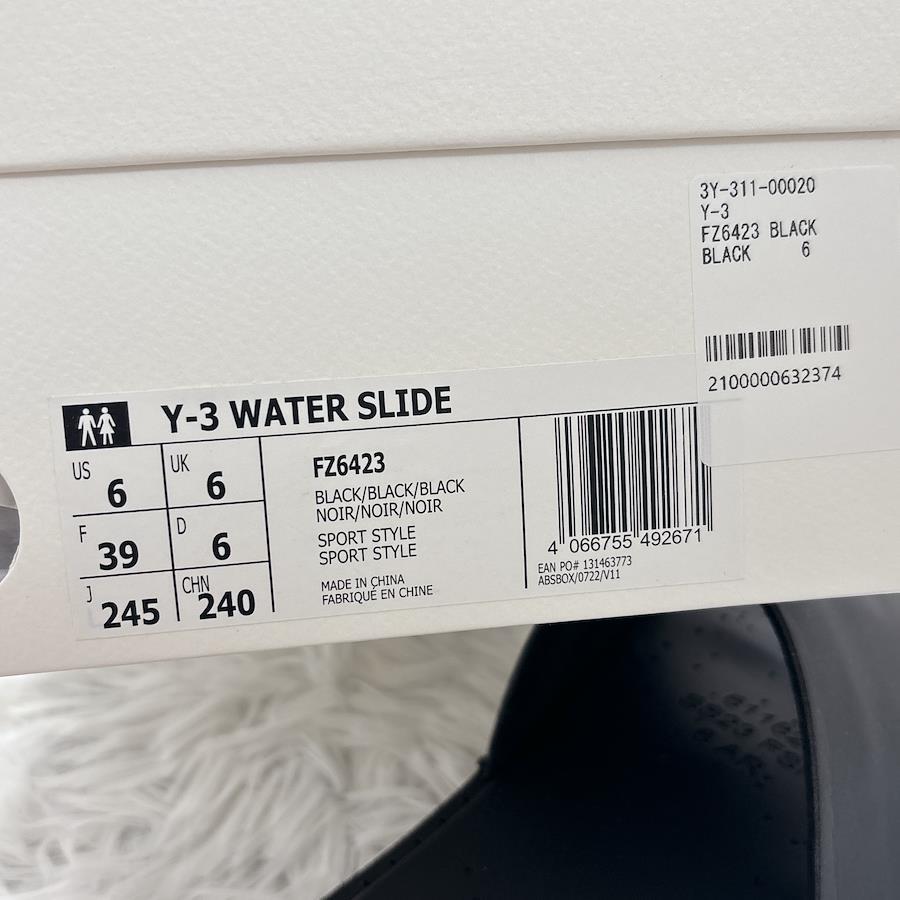 3Y-311-00020
Y-3
FZ6423 BLACK
BLACK 6
2100000632374
Y-3 WATER SLIDE
US 6 UK 6
F 39 D 6
J 245 CHN 240
FZ6423
BLACK/BLACK/BLACK
NOIR/NOIR/NOIR
SPORT STYLE
SPORT STYLE
MADE IN CHINA
FABRIQUÉ EN CHINE
4 066755 492671
EAN PO# 131463773
ABSBOX/0722/V11